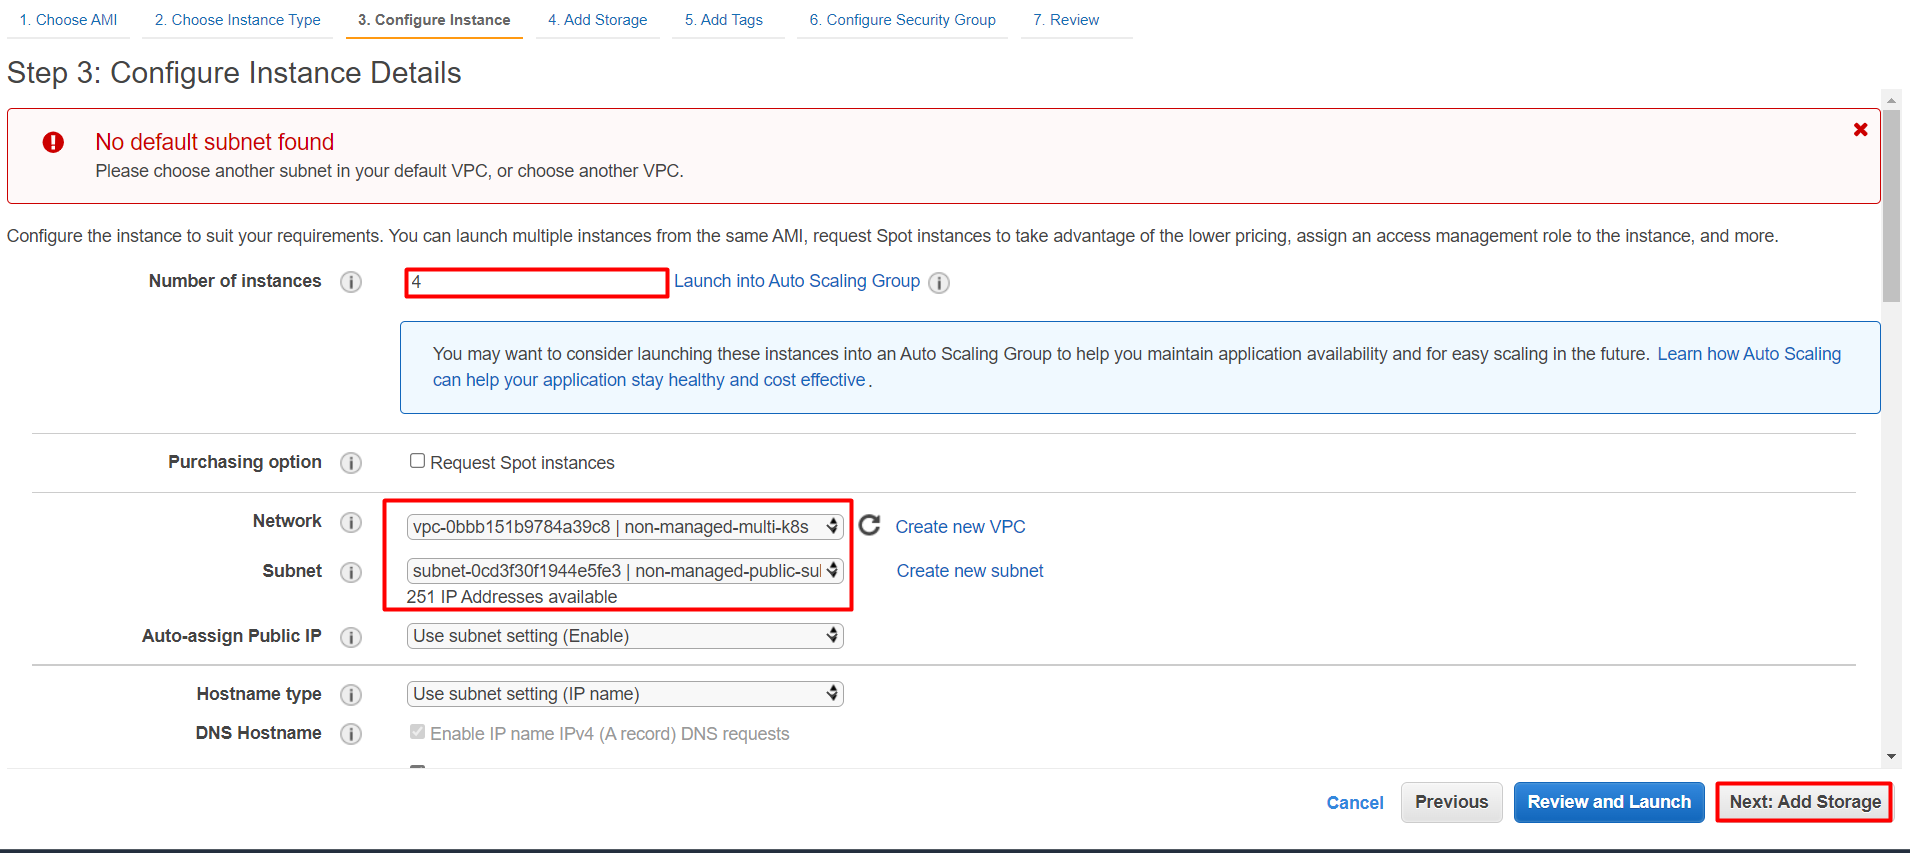 1. Choose AMI 2. Choose Instance Type 3. Configure Instance 4. Add Storage 5. Add Tags 6. Configure Security Group 7. Review
Step 3: Configure Instance Details
No default subnet found
Please choose another subnet in your default VPC, or choose another VPC.
Configure the instance to suit your requirements. You can launch multiple instances from the same AMI, request Spot instances to take advantage of the lower pricing, assign an access management role to the instance, and more.
Number of instances 4 Launch into Auto Scaling Group
You may want to consider launching these instances into an Auto Scaling Group to help you maintain application availability and for easy scaling in the future. Learn how Auto Scaling
can help your application stay healthy and cost effective.
Purchasing option Request Spot instances
Network vpc-0bbb151b9784a39c8 | non-managed-multi-k8s Create new VPC
Subnet subnet-0cd3f30f1944e5fe3 | non-managed-public-su Create new subnet
251 IP Addresses available
Auto-assign Public IP Use subnet setting (Enable)
Hostname type Use subnet setting (IP name)
DNS Hostname Enable IP name IPv4 (A record) DNS requests
Cancel Previous Review and Launch Next: Add Storage